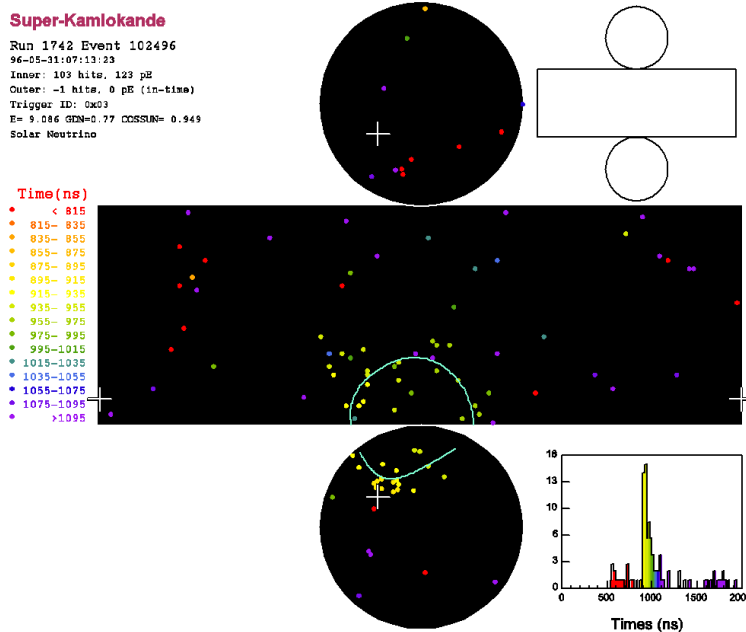 Super-Kamiokande
Run 1742 Event 102496
96-05-31:07:13:23
Inner: 103 hits, 123 pE
Outer: -1 hits, 0 pE (in-time)
Trigger ID: 0x03
E= 9.086 GDN=0.77 COSSUN= 0.949
Solar Neutrino
Time(ns)
< 815
815- 835
835- 855
855- 875
875- 895
895- 915
915- 935
935- 955
955- 975
975- 995
995-1015
1015-1035
1035-1055
1055-1075
1075-1095
>1095
16
13
10
6
3
0
0 500 1000 1500 200
Times (ns)